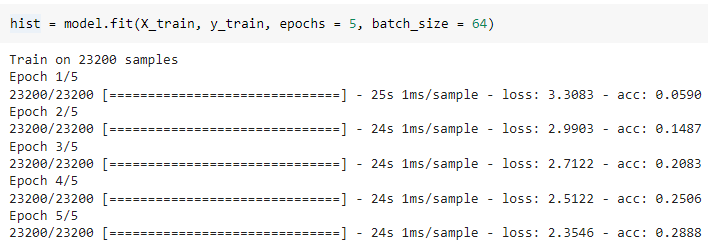 hist = model.fit(X_train, y_train, epochs = 5, batch_size = 64)
Train on 23200 samples
Epoch 1/5
23200/23200 [==============================] - 25s 1ms/sample - loss: 3.3083 - acc: 0.0590
Epoch 2/5
23200/23200 [==============================] - 24s 1ms/sample - loss: 2.9903 - acc: 0.1487
Epoch 3/5
23200/23200 [==============================] - 24s 1ms/sample - loss: 2.7122 - acc: 0.2083
Epoch 4/5
23200/23200 [==============================] - 24s 1ms/sample - loss: 2.5122 - acc: 0.2506
Epoch 5/5
23200/23200 [==============================] - 24s 1ms/sample - loss: 2.3546 - acc: 0.2888